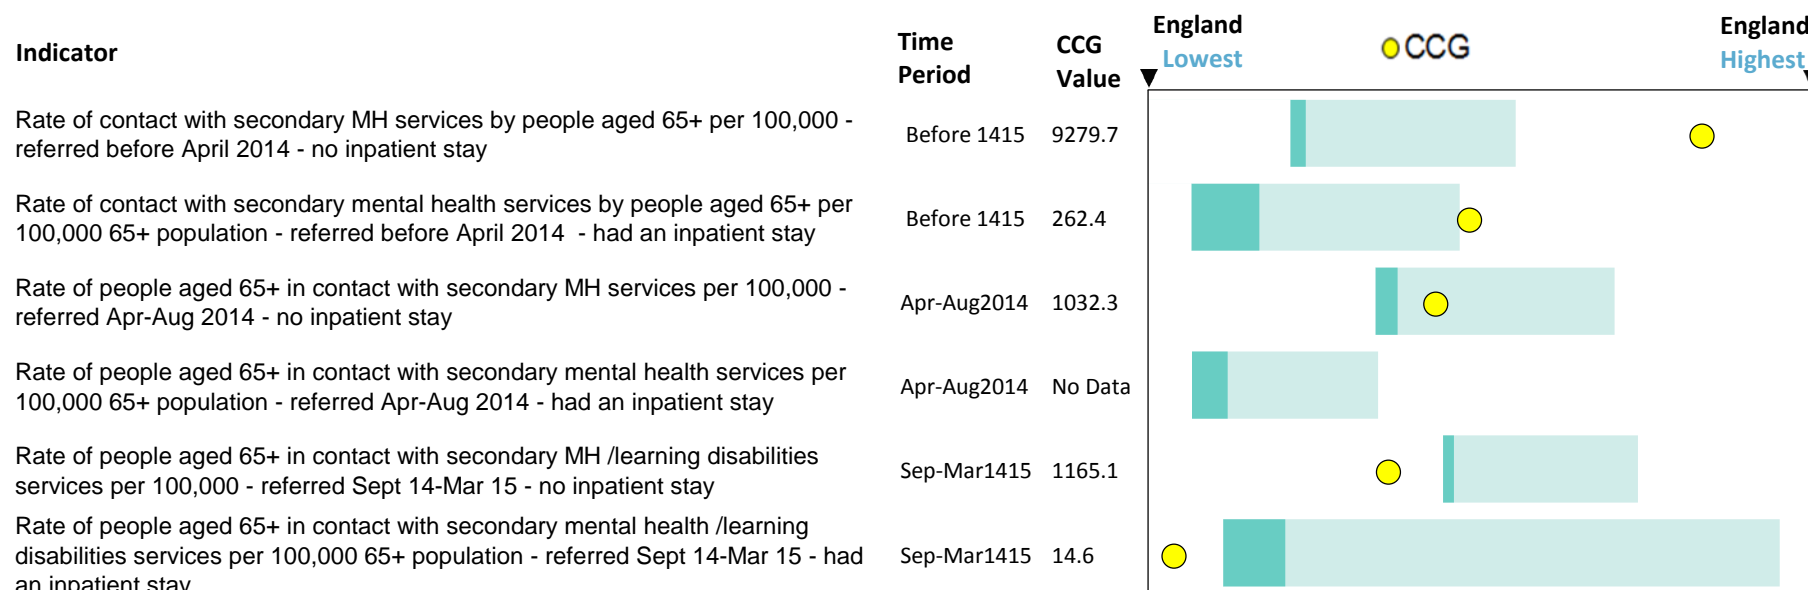 Indicator
Time Period
CCG Value
England Lowest
CCG
England Highest
Rate of contact with secondary MH services by people aged 65+ per 100,000 -
referred before April 2014 - no inpatient stay
Before 1415 9279.7
Rate of contact with secondary mental health services by people aged 65+ per
100,000 65+ population - referred before April 2014 - had an inpatient stay
Before 1415 262.4
Rate of people aged 65+ in contact with secondary MH services per 100,000 -
referred Apr-Aug 2014 - no inpatient stay
Apr-Aug2014 1032.3
Rate of people aged 65+ in contact with secondary mental health services per
100,000 65+ population - referred Apr-Aug 2014 - had an inpatient stay
Apr-Aug2014 No Data
Rate of people aged 65+ in contact with secondary MH /learning disabilities
services per 100,000 - referred Sept 14-Mar 15 - no inpatient stay
Sep-Mar1415 1165.1
Rate of people aged 65+ in contact with secondary mental health /learning
disabilities services per 100,000 65+ population - referred Sept 14-Mar 15 - had
an inpatient stay
Sep-Mar1415 14.6